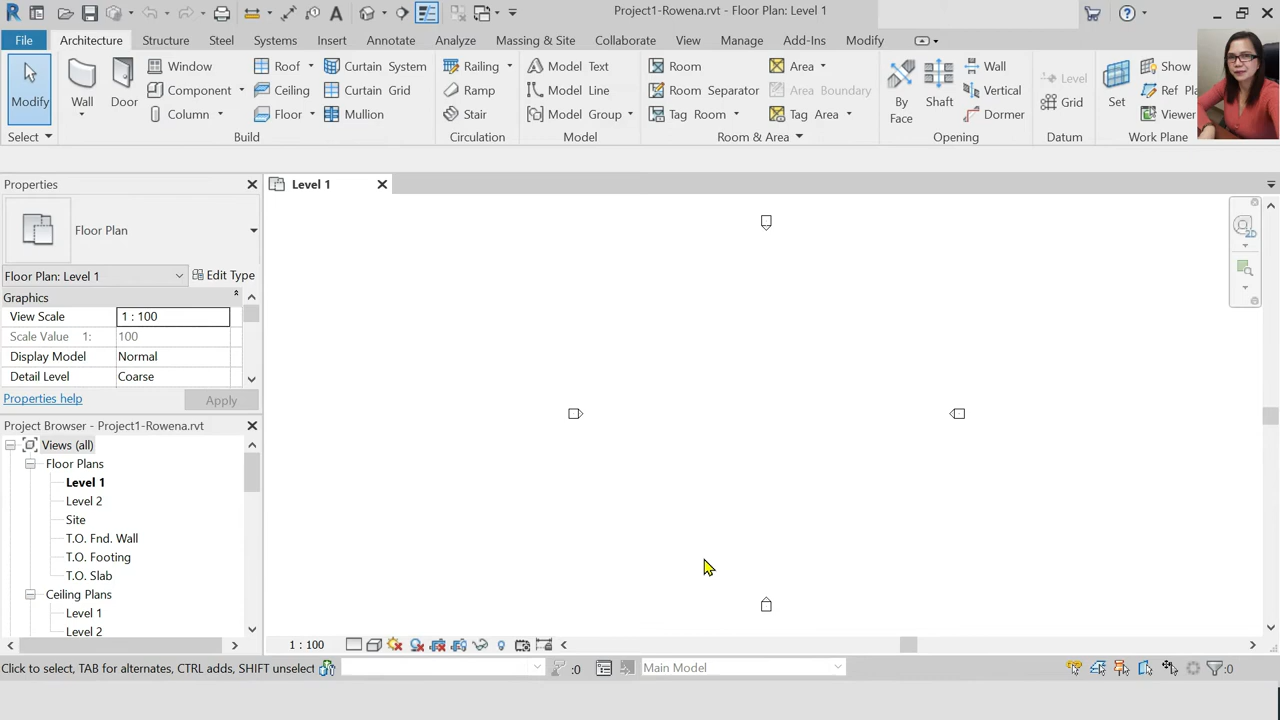 Project1-Rowena.rvt - Floor Plan: Level 1
File Architecture Structure Steel Systems Insert Annotate Analyze Massing & Site Collaborate View Manage Add-Ins Modify
Modify
Select
Wall
Door
Window
Component
Column
Roof
Ceiling
Floor
Curtain System
Curtain Grid
Mullion
Build
Railing
Ramp
Stair
Circulation
Model Text
Model Line
Model Group
Model
Room
Room Separator
Tag Room
Area
Area Boundary
Tag Area
Room & Area
By
Face
Shaft
Wall
Vertical
Dormer
Opening
Level
Grid
Datum
Set
Show
Ref Pla
Viewer
Work Plane
Properties
Floor Plan
Floor Plan: Level 1
Edit Type
Graphics
View Scale 1 : 100
Scale Value 1: 100
Display Model Normal
Detail Level Coarse
Properties help
Apply
Project Browser - Project1-Rowena.rvt
Views (all)
Floor Plans
Level 1
Level 2
Site
T.O. Fnd. Wall
T.O. Footing
T.O. Slab
Ceiling Plans
Level 1
Level 2
Level 1
2D
1 : 100
Click to select, TAB for alternates, CTRL adds, SHIFT unselect
:0
Main Model
:0